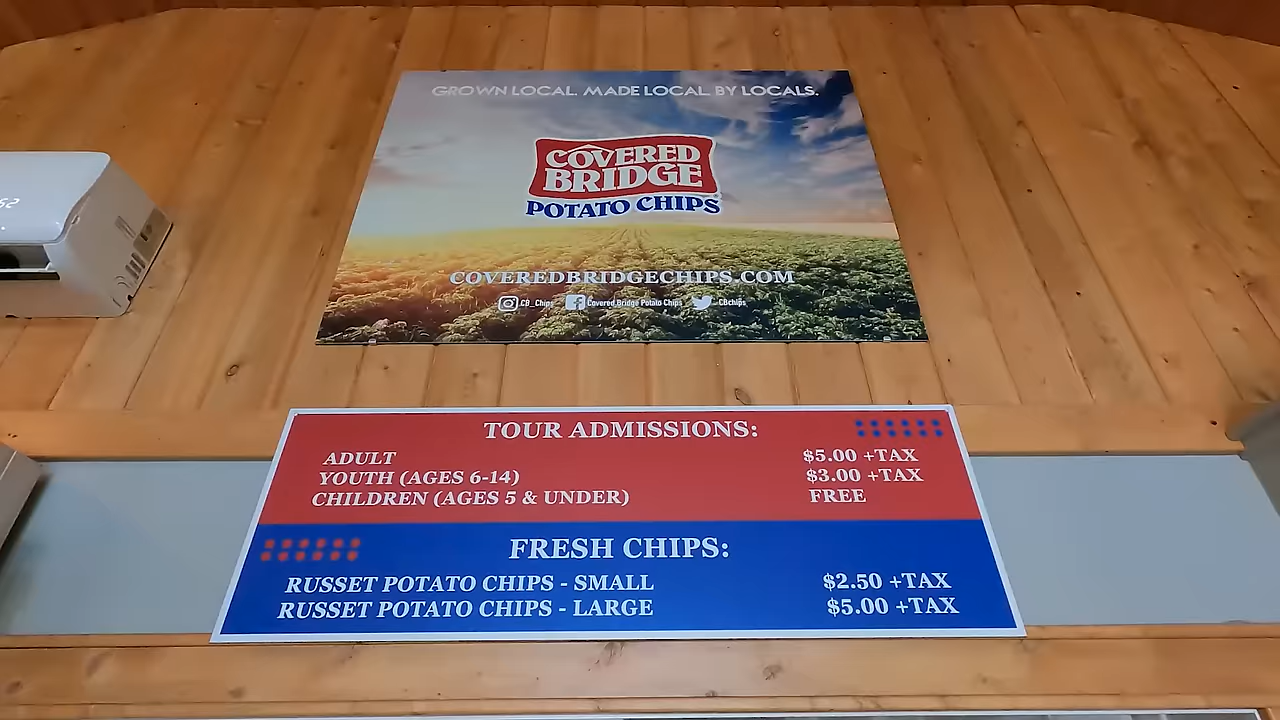 GROWN LOCAL. MADE LOCAL. BY LOCALS.
COVERED
BRIDGE
POTATO CHIPS
COVEREDBRIDGECHIPS.COM
CB_Chips Covered Bridge Potato Chips CBchips
TOUR ADMISSIONS:
ADULT $5.00 +TAX
YOUTH (AGES 6-14) $3.00 +TAX
CHILDREN (AGES 5 & UNDER) FREE
FRESH CHIPS:
RUSSET POTATO CHIPS - SMALL $2.50 +TAX
RUSSET POTATO CHIPS - LARGE $5.00 +TAX